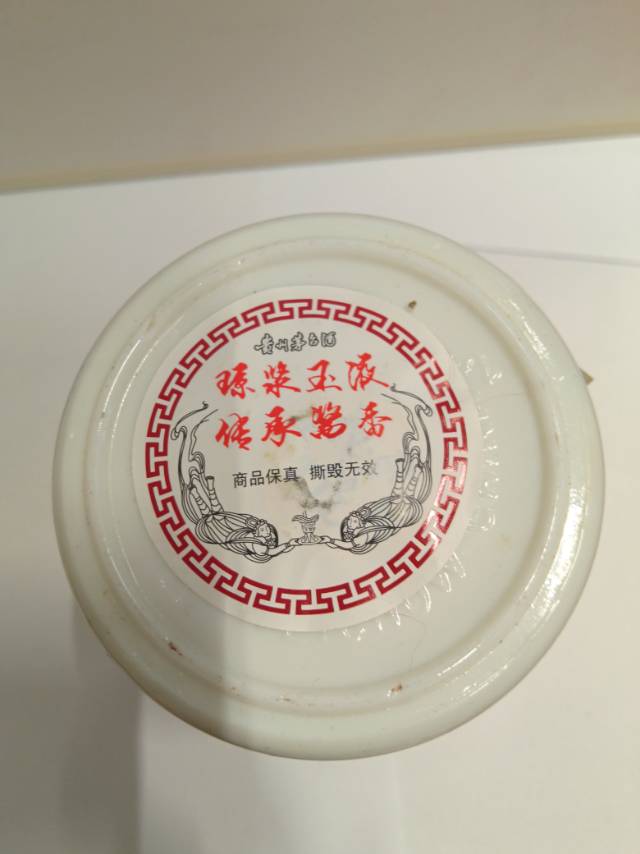 贵州茅台酒
琼浆玉液
传承酱香
商品保真 撕毁无效